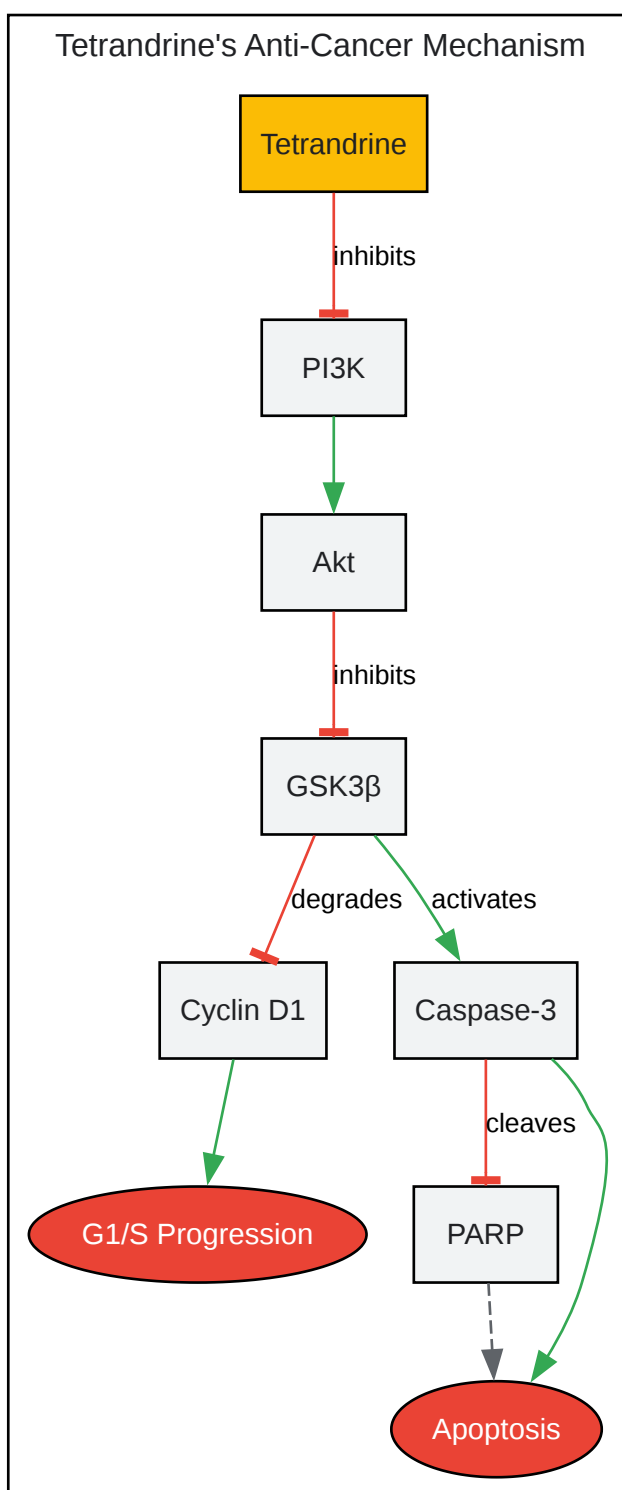 Tetrandrine's Anti-Cancer Mechanism
Tetrandrine
inhibits
PI3K
Akt
inhibits
GSK3β
degrades
activates
Cyclin D1
Caspase-3
cleaves
G1/S Progression
PARP
Apoptosis